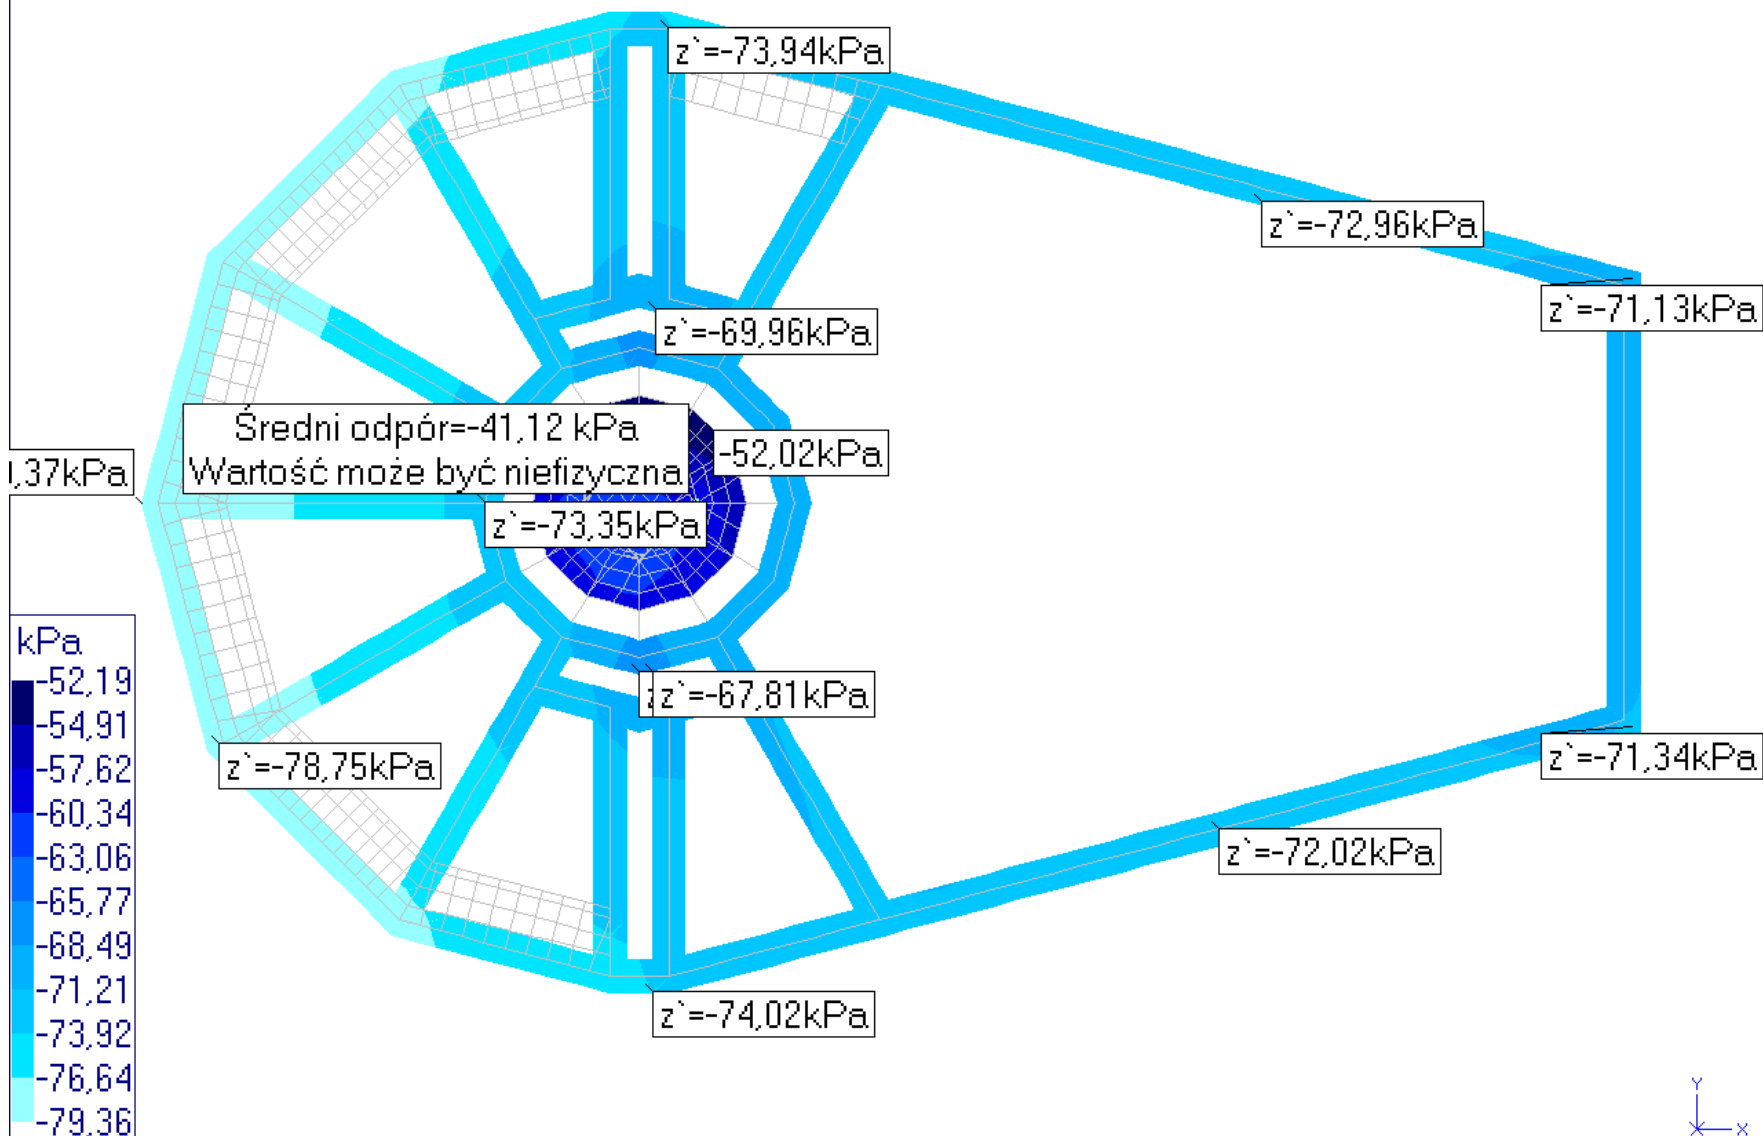 z`=-73,94kPa
z`=-72,96kPa
z`=-71,13kPa
z`=-69,96kPa
Średni odpór=-41,12 kPa
Wartość może być niefizyczna
-52,02kPa
,37kPa
z`=-73,35kPa
z`=-67,81kPa
z`=-78,75kPa
z`=-71,34kPa
z`=-72,02kPa
z`=-74,02kPa
kPa
-52,19
-54,91
-57,62
-60,34
-63,06
-65,77
-68,49
-71,21
-73,92
-76,64
-79,36
Y
X